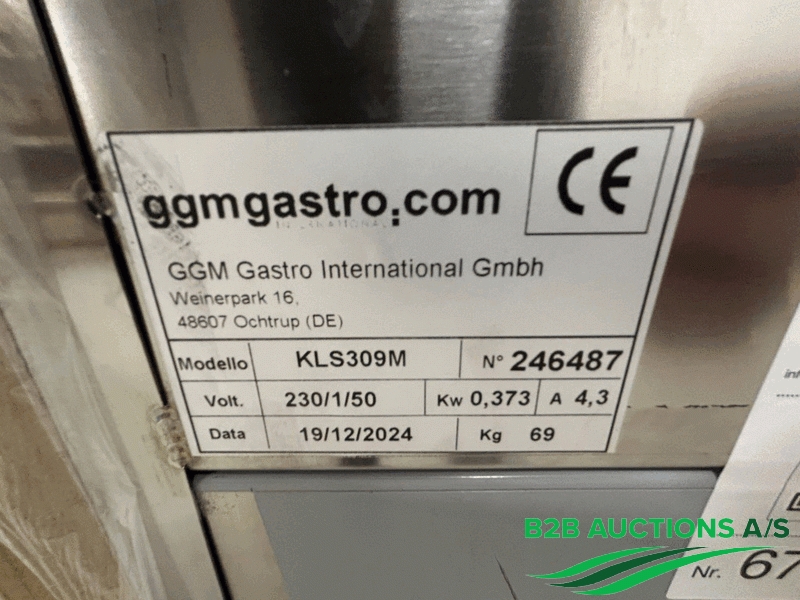 CE
ggmgastro.com
INTERNATIONAL
GGM Gastro International Gmbh
Weinerpark 16,
48607 Ochtrup (DE)
Modello KLS309M N° 246487
Volt. 230/1/50 Kw 0,373 A 4,3
Data 19/12/2024 Kg 69
B2B AUCTIONS A/S
Nr. 67